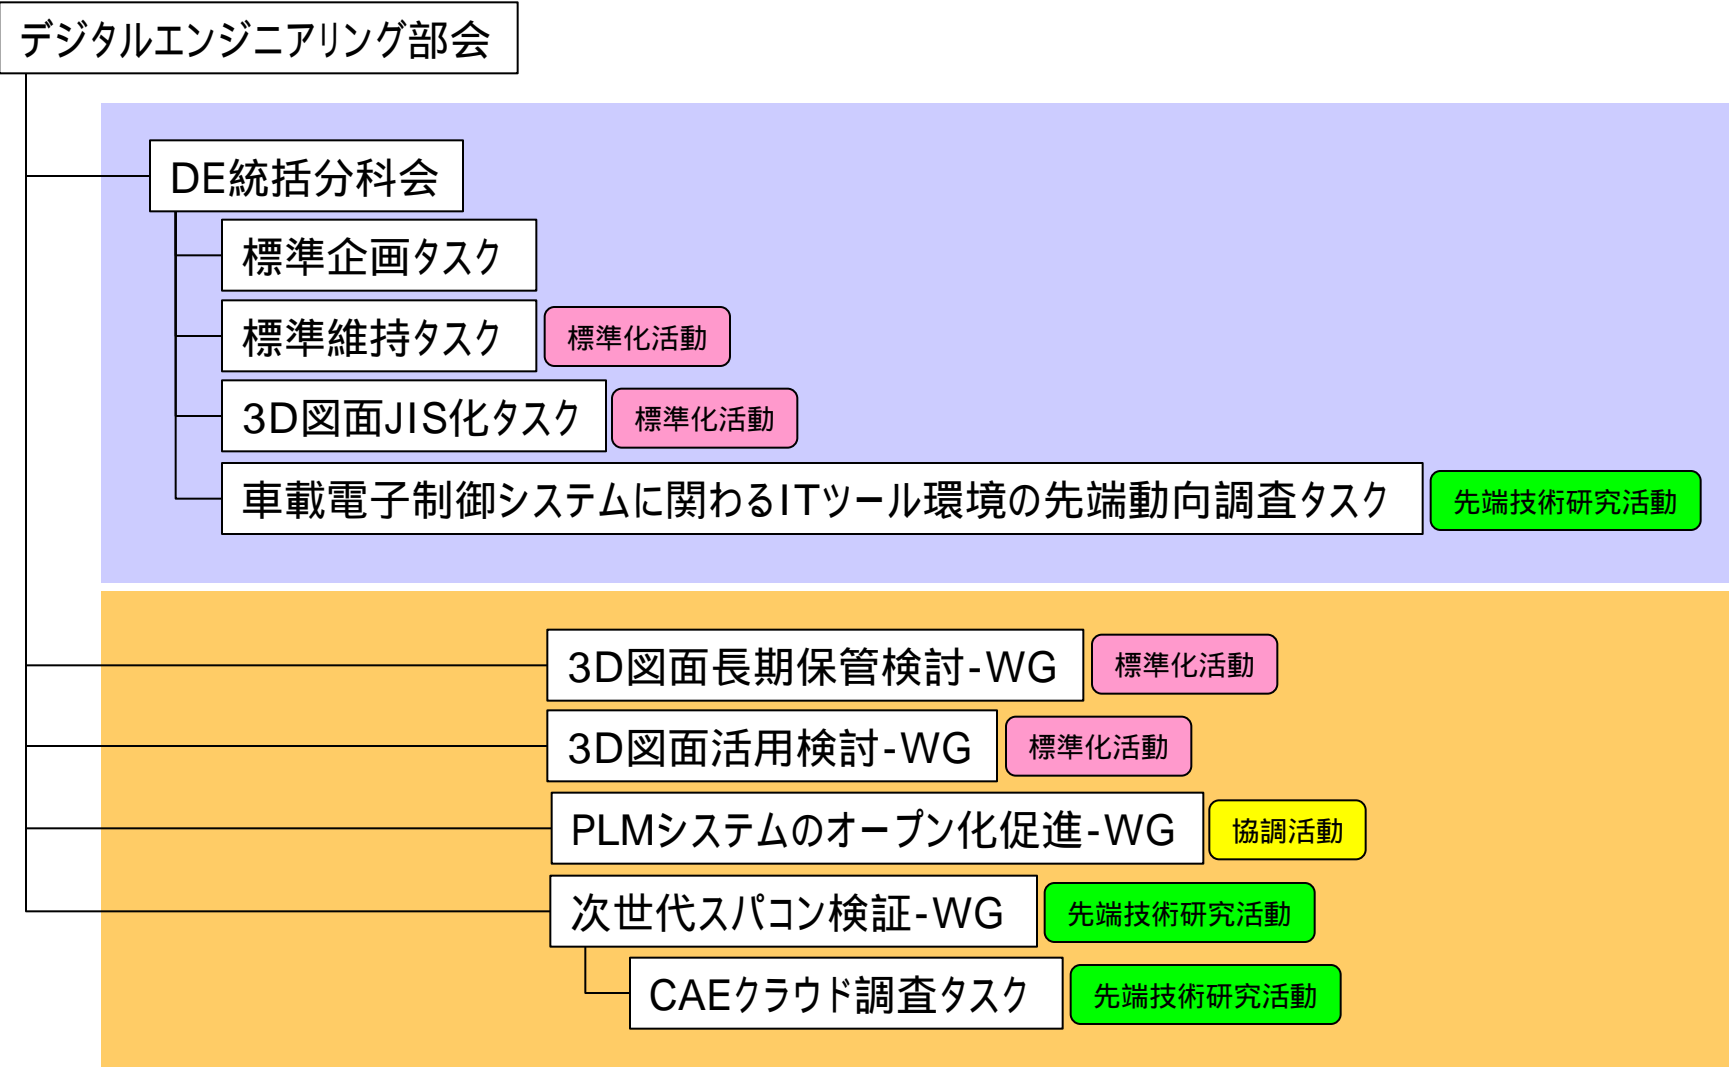 デジタルエンジニアリング部会
DE統括分科会
標準企画タスク
標準維持タスク 標準化活動
3D図面JIS化タスク 標準化活動
車載電子制御システムに関わるITツール環境の先端動向調査タスク 先端技術研究活動
3D図面長期保管検討-WG 標準化活動
3D図面活用検討-WG 標準化活動
PLMシステムのオープン化促進-WG 協調活動
次世代スパコン検証-WG 先端技術研究活動
CAEクラウド調査タスク 先端技術研究活動